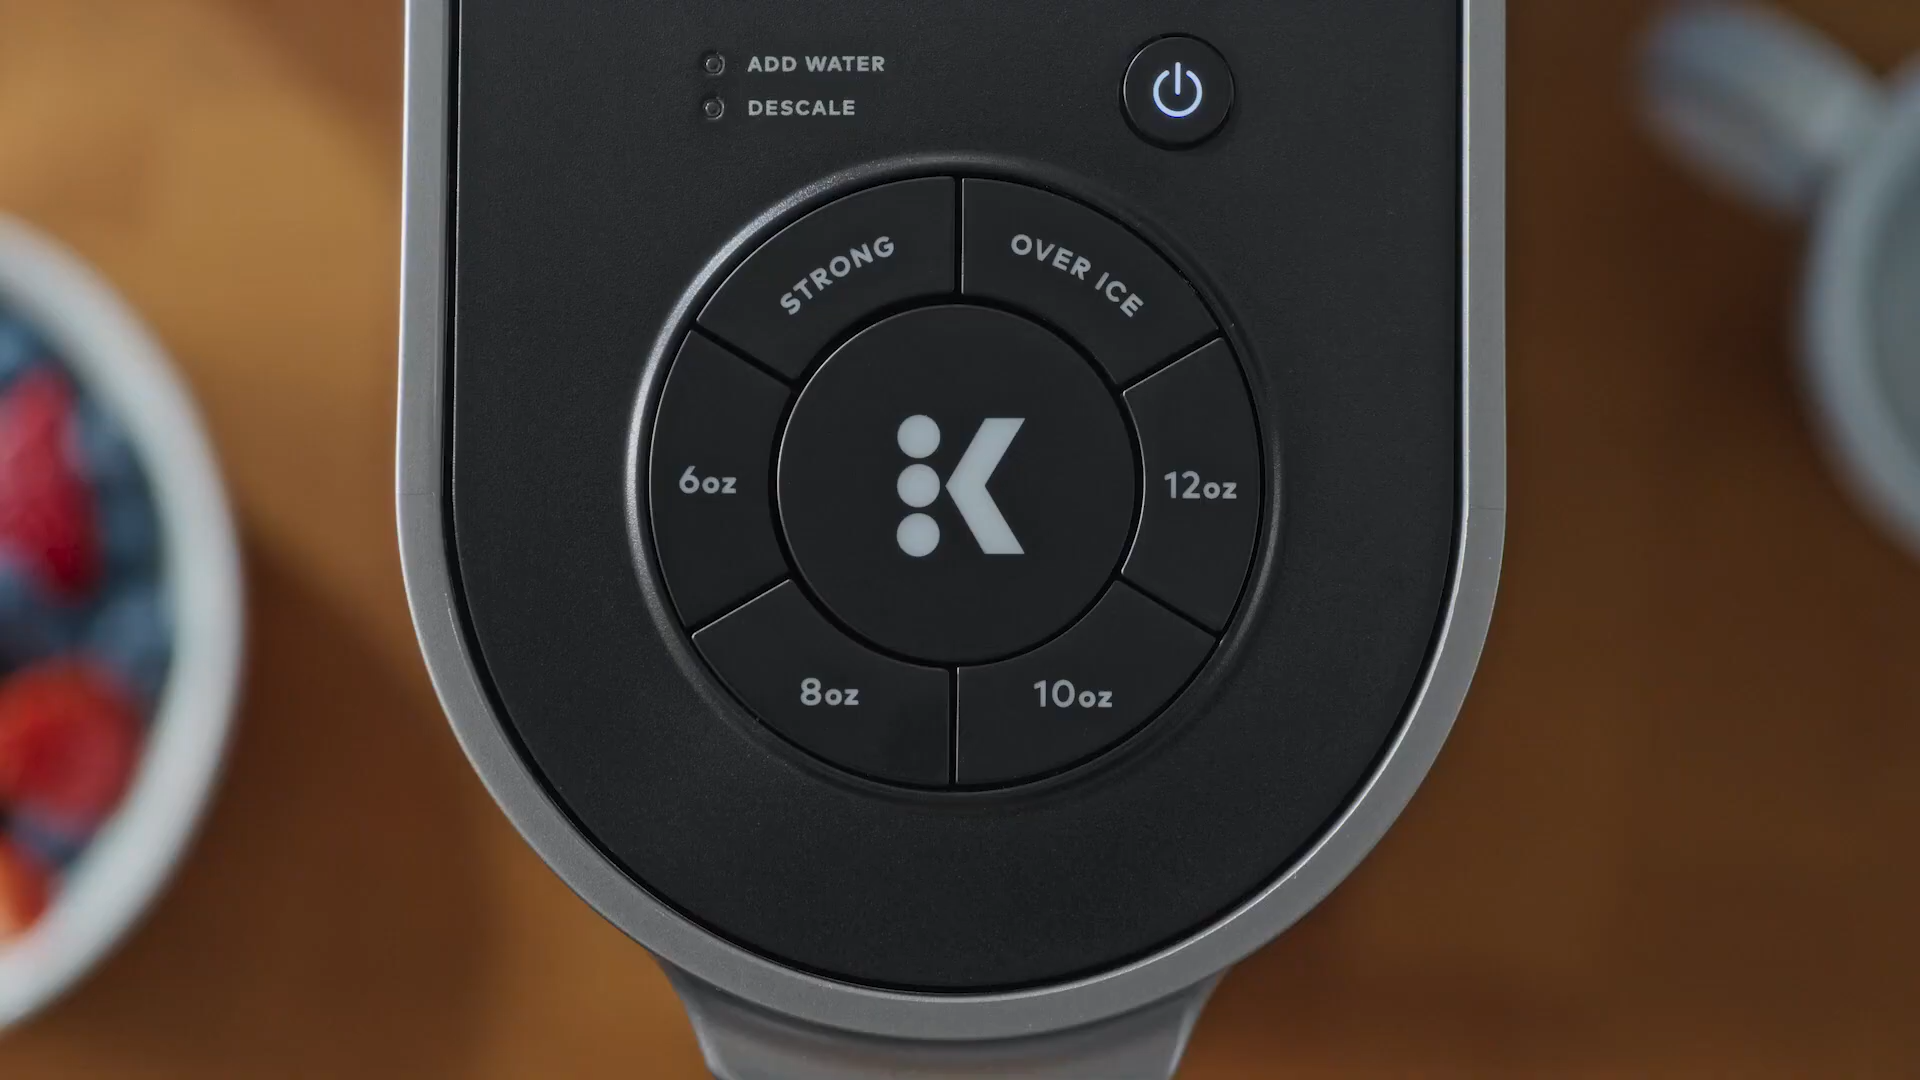 ADD WATER
DESCALE
STRONG
OVER ICE
6oz
K
12oz
8oz
10oz